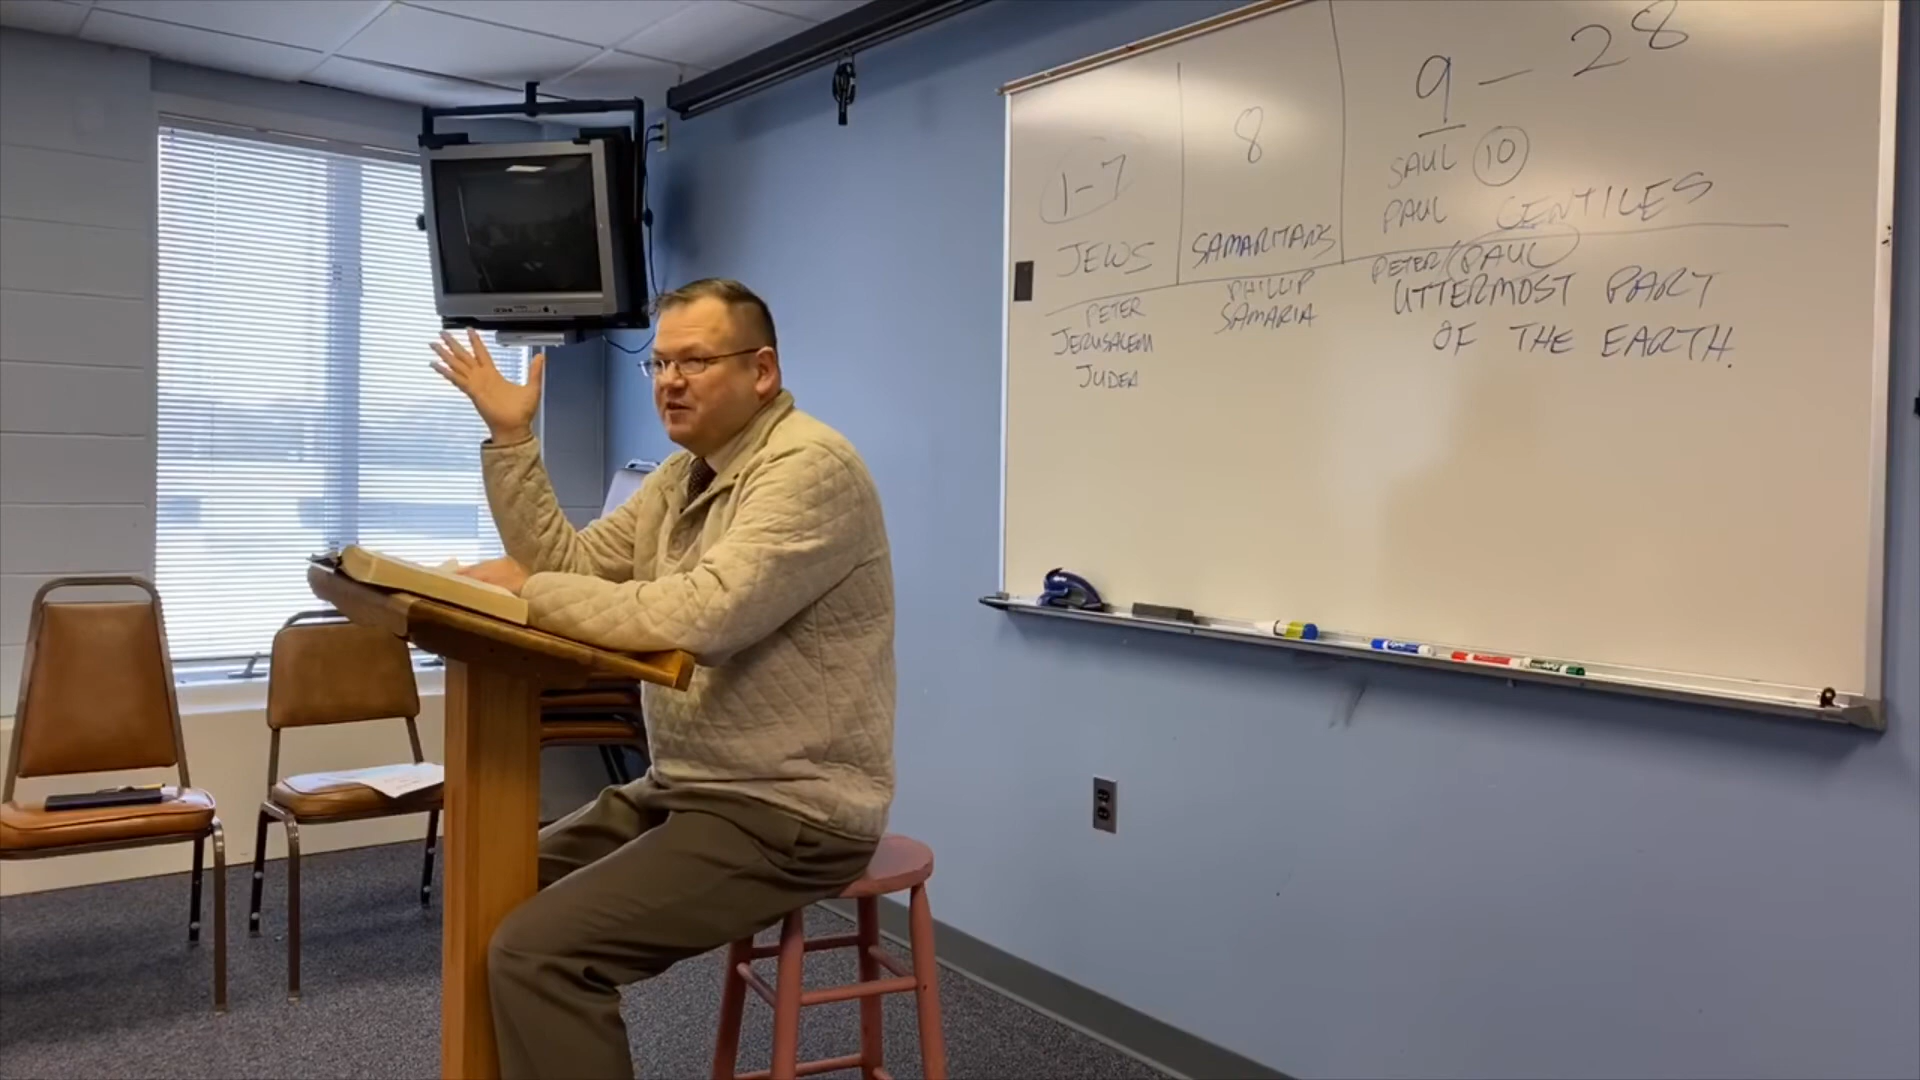 1-7
JEWS
PETER
JERUSALEM
JUDEA
8
SAMARITANS
PHILLIP
SAMARIA
9 - 28
SAUL 10
PAUL GENTILES
PETER/PAUL
UTTERMOST PART
OF THE EARTH.